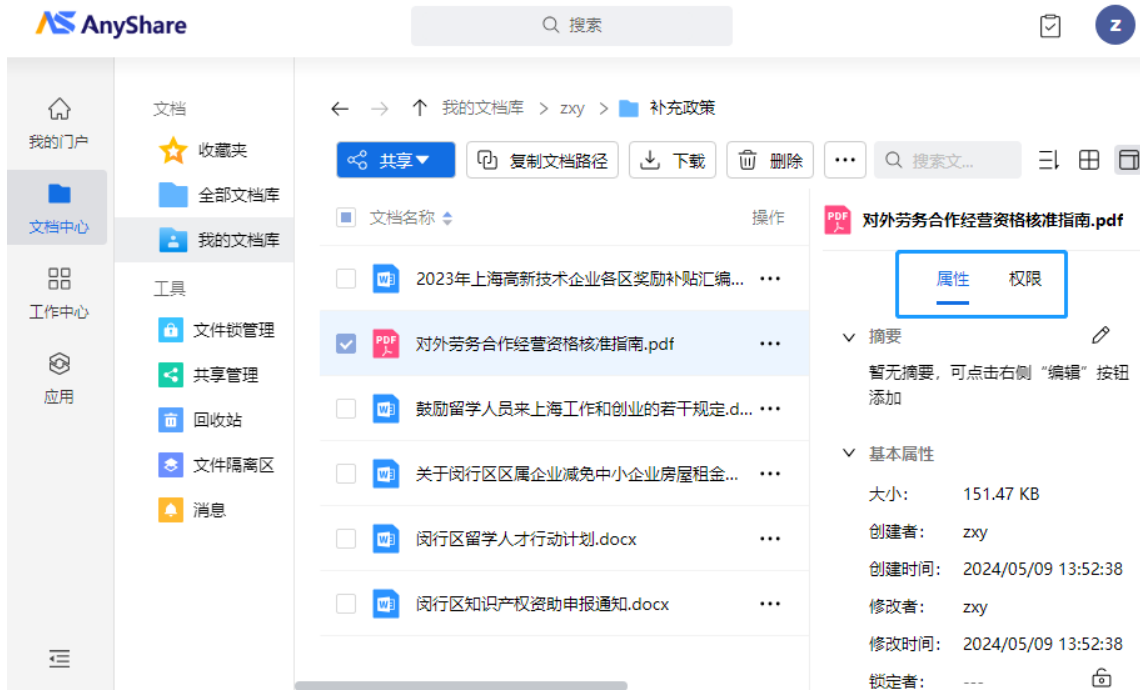 AnyShare
搜索
Z
我的门户
文档中心
工作中心
应用
文档
收藏夹
全部文档库
我的文档库
工具
文件锁管理
共享管理
回收站
文件隔离区
消息
我的文档库 > zxy > 补充政策
共享 复制文档路径 下载 删除 ··· 搜索文...
文档名称 操作
2023年上海高新技术企业各区奖励补贴汇编... ···
PDF 对外劳务合作经营资格核准指南.pdf ···
鼓励留学人员来上海工作和创业的若干规定.d... ···
关于闵行区区属企业减免中小企业房屋租金... ···
闵行区留学人才行动计划.docx ···
闵行区知识产权资助申报通知.docx ···
PDF 对外劳务合作经营资格核准指南.pdf
属性 权限
摘要
暂无摘要，可点击右侧“编辑”按钮
添加
基本属性
大小： 151.47 KB
创建者： zxy
创建时间： 2024/05/09 13:52:38
修改者： zxy
修改时间： 2024/05/09 13:52:38
锁定者： ---